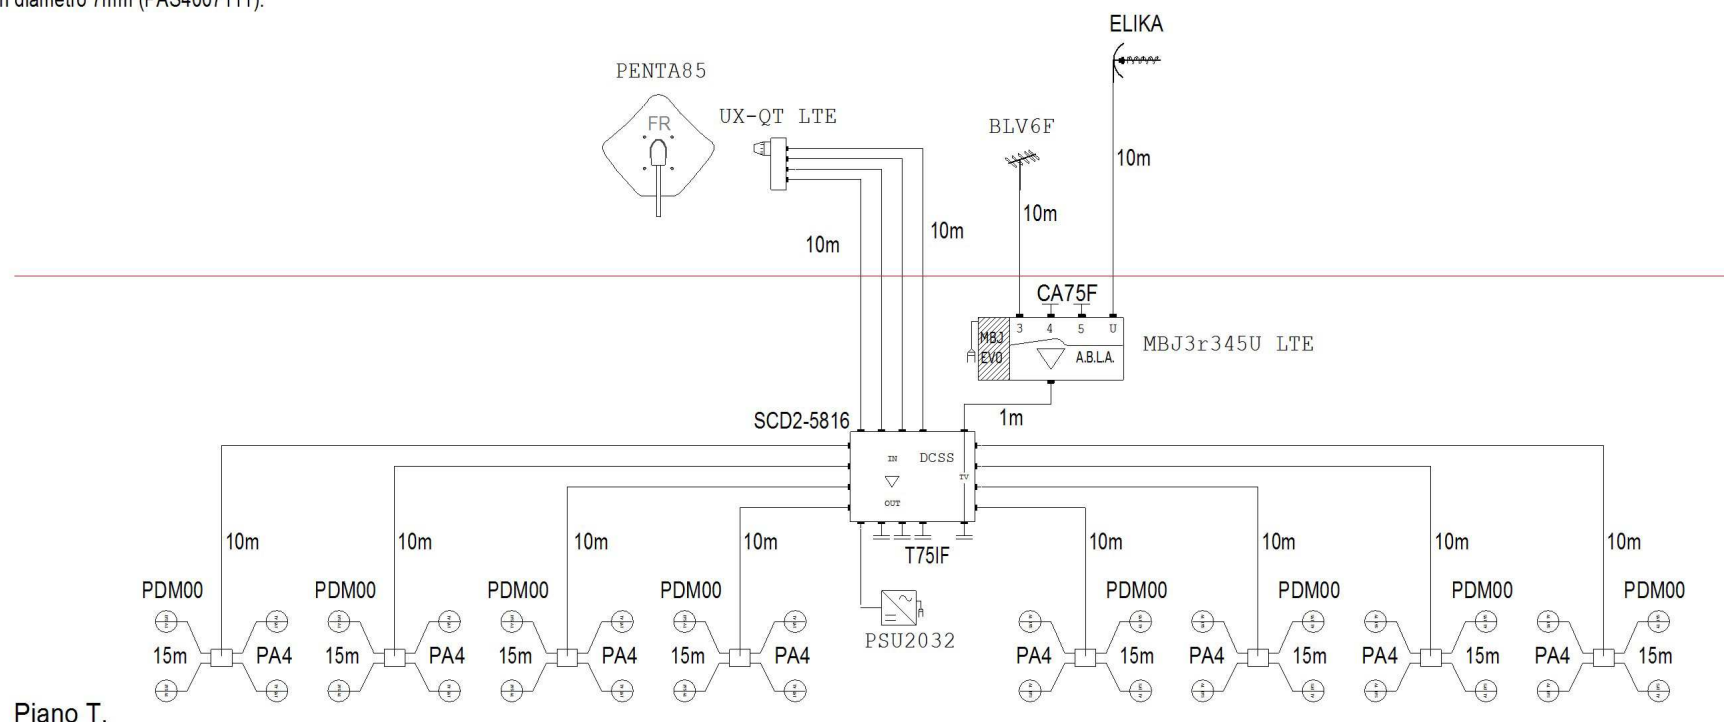 diametro 7mm (PAS4007111).
ELIKA
PENTA85
UX-QT LTE
FR
BLV6F
10m
10m
10m
10m
CA75F
3 4 5 U
MBJ
EVO
A.B.L.A.
MBJ3r345U LTE
1m
SCD2-5816
IN
DCSS
TV
OUT
T75IF
10m 10m 10m 10m 10m 10m 10m 10m
PDM00 PDM00 PDM00 PDM00 PDM00 PDM00 PDM00 PDM00
PSU2032
15m PA4 15m PA4 15m PA4 15m PA4 PA4 15m PA4 15m PA4 15m PA4 15m
Piano T.